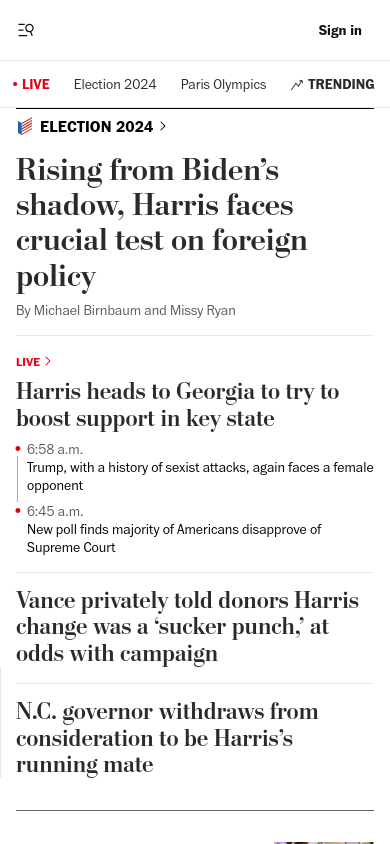 Sign in
LIVE Election 2024 Paris Olympics TRENDING
ELECTION 2024
Rising from Biden’s
shadow, Harris faces
crucial test on foreign
policy
By Michael Birnbaum and Missy Ryan
LIVE
Harris heads to Georgia to try to
boost support in key state
6:58 a.m.
Trump, with a history of sexist attacks, again faces a female
opponent
6:45 a.m.
New poll finds majority of Americans disapprove of
Supreme Court
Vance privately told donors Harris
change was a ‘sucker punch,’ at
odds with campaign
N.C. governor withdraws from
consideration to be Harris’s
running mate